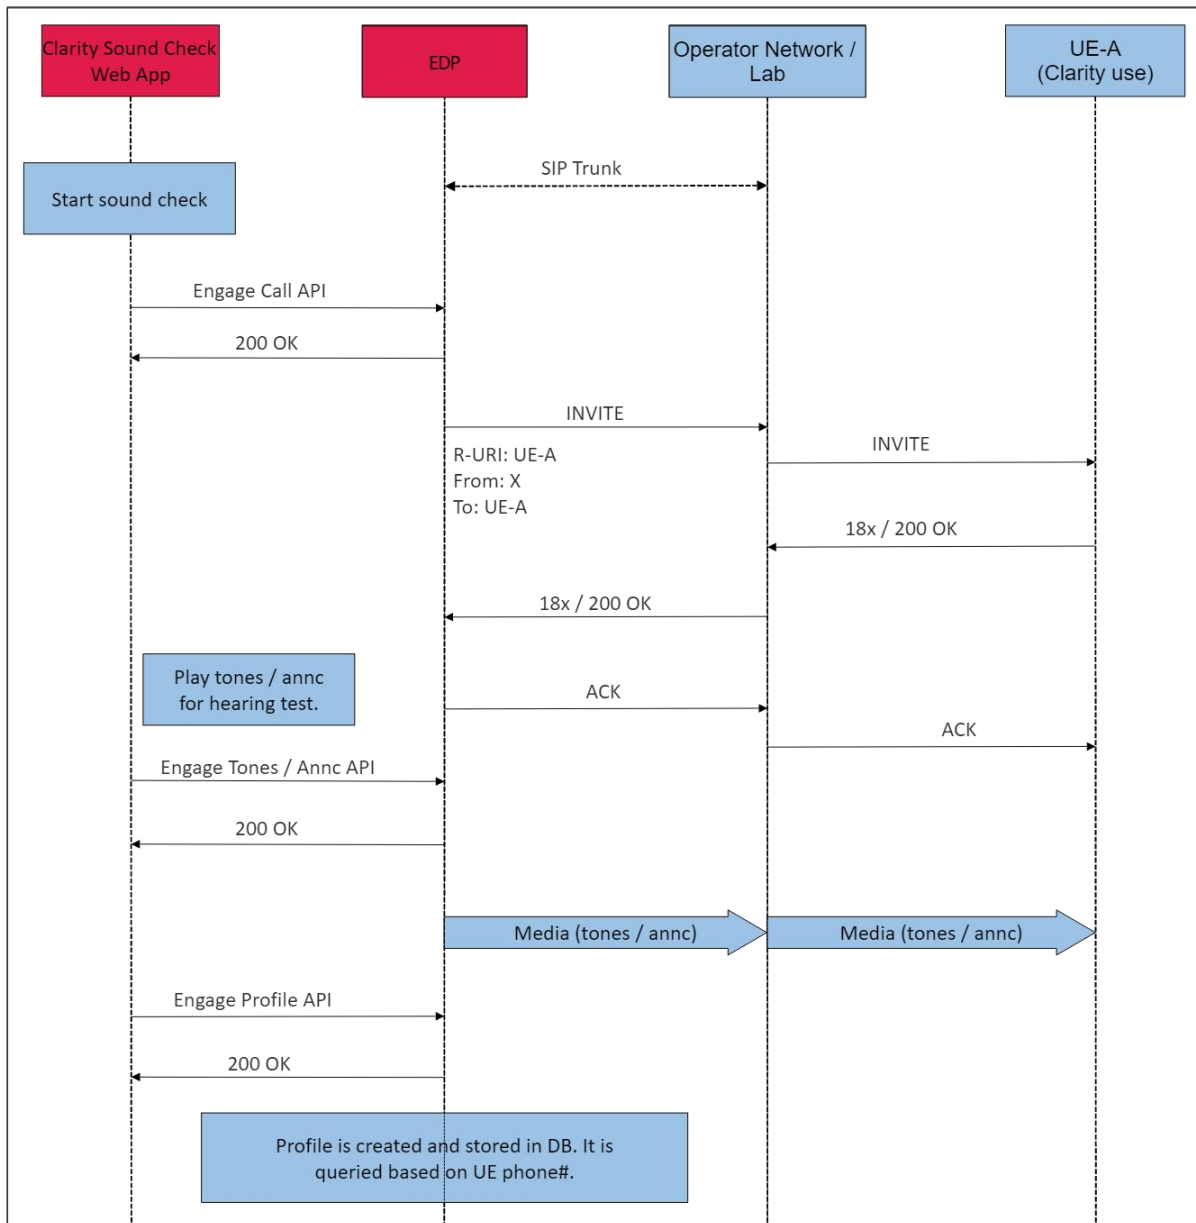 Clarity Sound Check
Web App
EDP
Operator Network /
Lab
UE-A
(Clarity use)
SIP Trunk
Start sound check
Engage Call API
200 OK
INVITE
INVITE
R-URI: UE-A
From: X
To: UE-A
18x / 200 OK
18x / 200 OK
Play tones / annc
for hearing test.
ACK
ACK
Engage Tones / Annc API
200 OK
Media (tones / annc)
Media (tones / annc)
Engage Profile API
200 OK
Profile is created and stored in DB. It is
queried based on UE phone#.